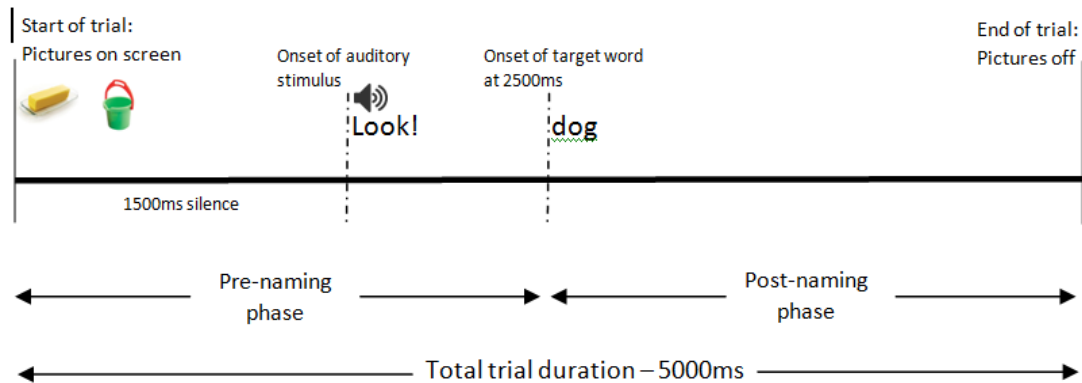 Start of trial:
Pictures on screen
Onset of auditory
stimulus
Look!
Onset of target word
at 2500ms
dog
End of trial:
Pictures off
1500ms silence
Pre-naming
phase
Post-naming
phase
Total trial duration – 5000ms